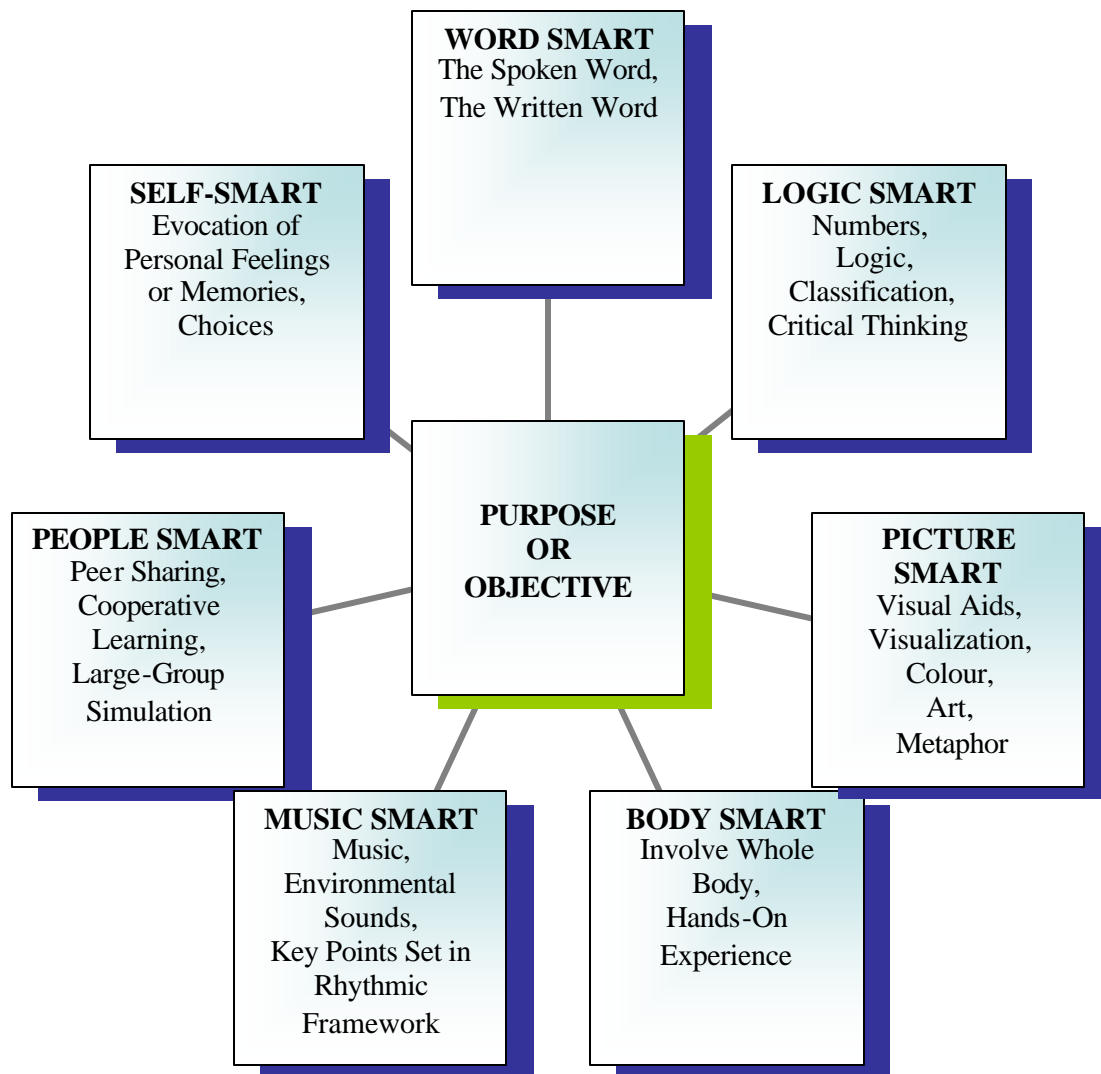 WORD SMART
The Spoken Word,
The Written Word
SELF-SMART
Evocation of
Personal Feelings
or Memories,
Choices
LOGIC SMART
Numbers,
Logic,
Classification,
Critical Thinking
PURPOSE
OR
OBJECTIVE
PEOPLE SMART
Peer Sharing,
Cooperative
Learning,
Large-Group
Simulation
PICTURE
SMART
Visual Aids,
Visualization,
Colour,
Art,
Metaphor
MUSIC SMART
Music,
Environmental
Sounds,
Key Points Set in
Rhythmic
Framework
BODY SMART
Involve Whole
Body,
Hands-On
Experience